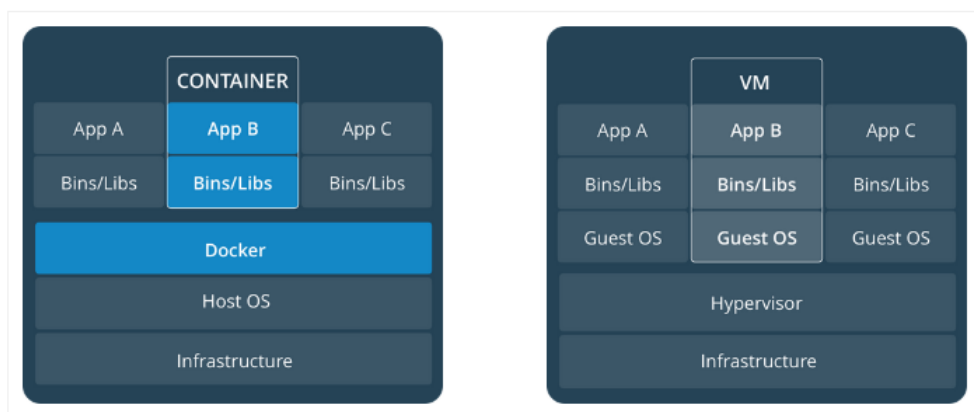 CONTAINER
App A App B App C
Bins/Libs Bins/Libs Bins/Libs
Docker
Host OS
Infrastructure
VM
App A App B App C
Bins/Libs Bins/Libs Bins/Libs
Guest OS Guest OS Guest OS
Hypervisor
Infrastructure